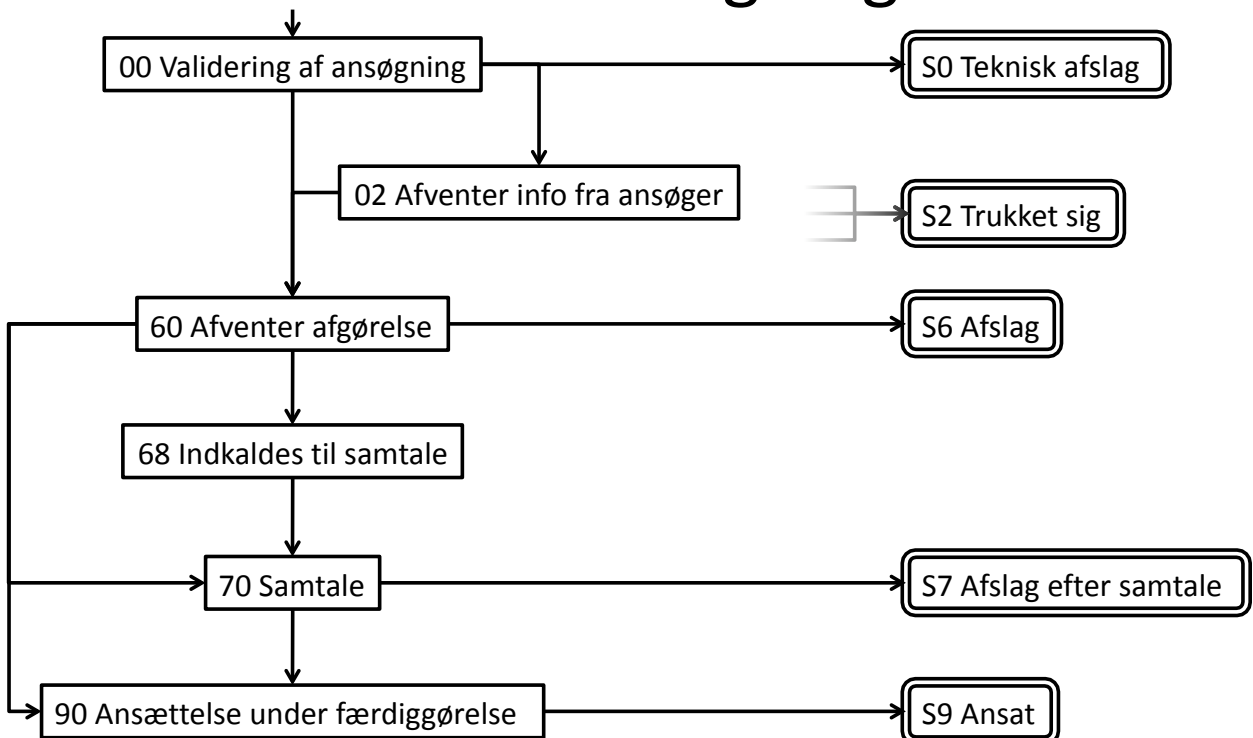 00 Validering af ansøgning
S0 Teknisk afslag
02 Afventer info fra ansøger
S2 Trukket sig
60 Afventer afgørelse
S6 Afslag
68 Indkaldes til samtale
70 Samtale
S7 Afslag efter samtale
90 Ansættelse under færdiggørelse
S9 Ansat